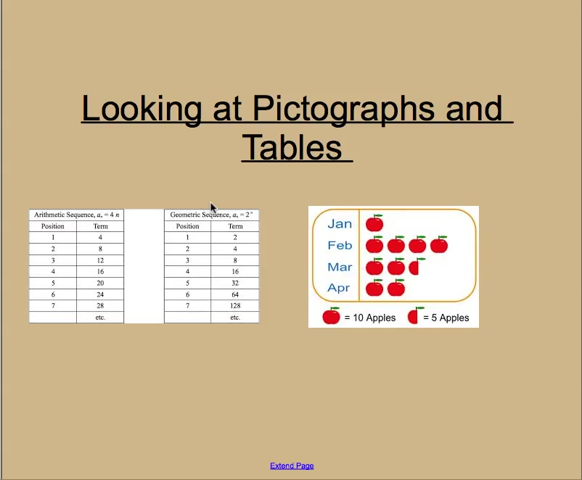 Looking at Pictographs and
Tables
Arithmetic Sequence, aₙ = 4 n
Position Term
1 4
2 8
3 12
4 16
5 20
6 24
7 28
etc.
Geometric Sequence, aₙ = 2ⁿ
Position Term
1 2
2 4
3 8
4 16
5 32
6 64
7 128
etc.
Jan
Feb
Mar
Apr
= 10 Apples = 5 Apples
Extend Page